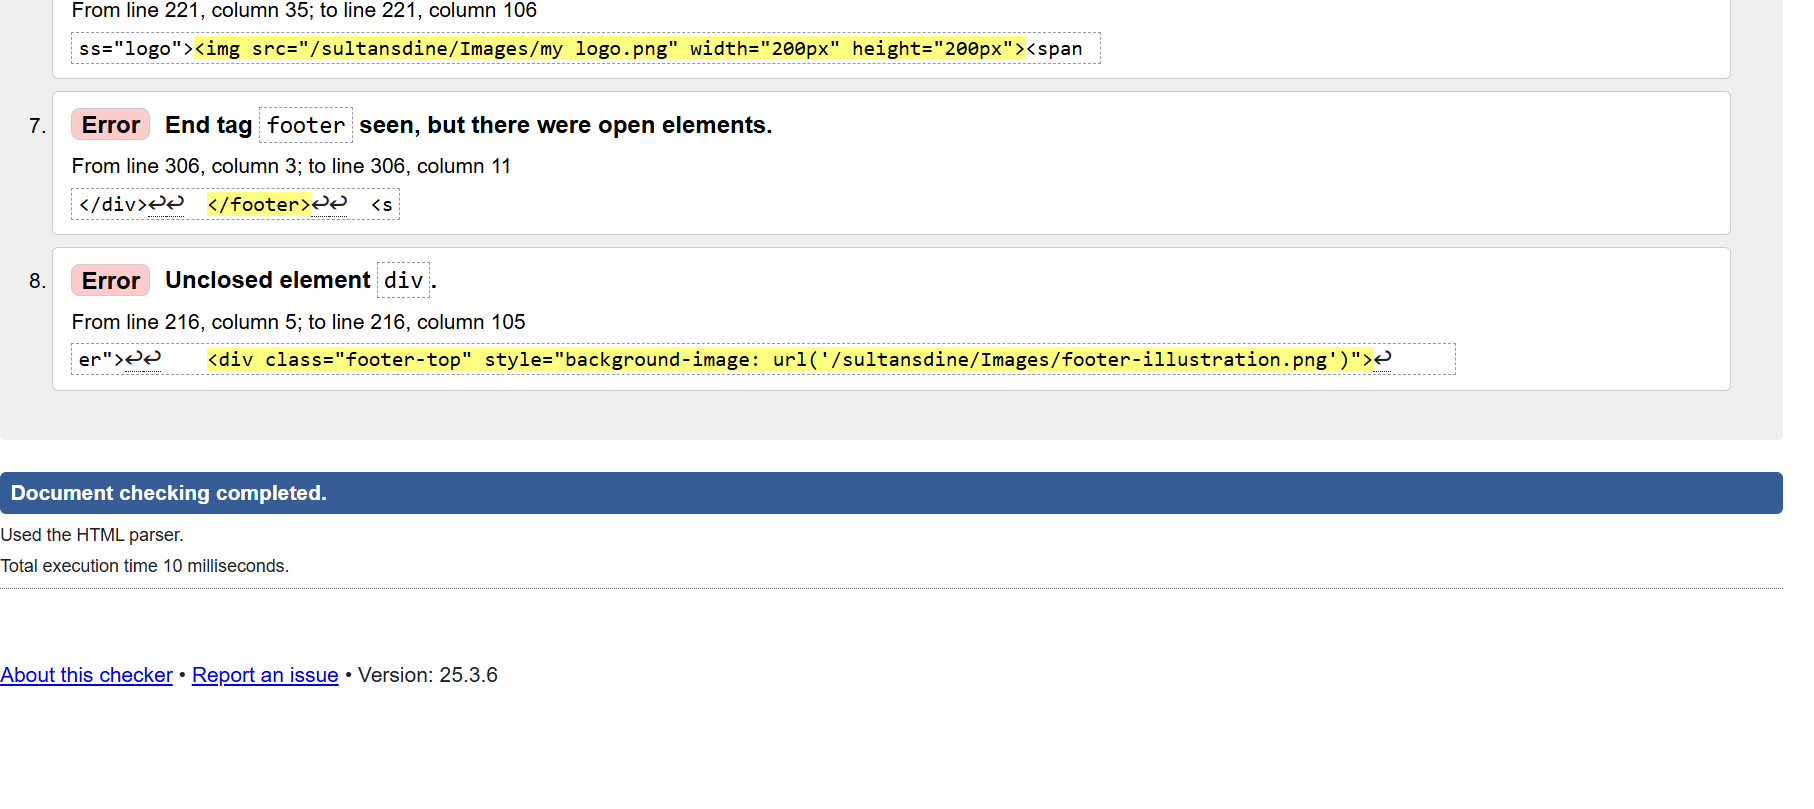 From line 221, column 35; to line 221, column 106
ss="logo"><img src="/sultansdine/Images/my logo.png" width="200px" height="200px"><span
7. Error End tag footer seen, but there were open elements.
From line 306, column 3; to line 306, column 11
</div>↩↩  </footer>↩↩  <s
8. Error Unclosed element div.
From line 216, column 5; to line 216, column 105
er">↩↩    <div class="footer-top" style="background-image: url('/sultansdine/Images/footer-illustration.png')">↩
Document checking completed.
Used the HTML parser.
Total execution time 10 milliseconds.
About this checker • Report an issue • Version: 25.3.6